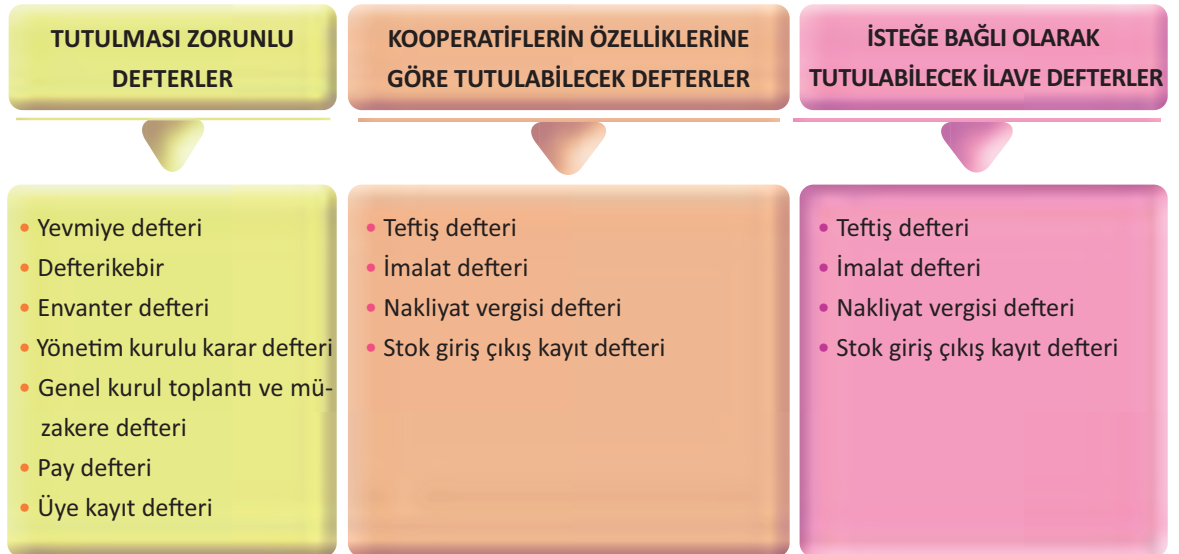 TUTULMASI ZORUNLU
DEFTERLER
• Yevmiye defteri
• Defterikebir
• Envanter defteri
• Yönetim kurulu karar defteri
• Genel kurul toplantı ve mü-
zakere defteri
• Pay defteri
• Üye kayıt defteri
KOOPERATİFLERİN ÖZELLİKLERİNE
GÖRE TUTULABİLECEK DEFTERLER
• Teftiş defteri
• İmalat defteri
• Nakliyat vergisi defteri
• Stok giriş çıkış kayıt defteri
İSTEĞE BAĞLI OLARAK
TUTULABİLECEK İLAVE DEFTERLER
• Teftiş defteri
• İmalat defteri
• Nakliyat vergisi defteri
• Stok giriş çıkış kayıt defteri